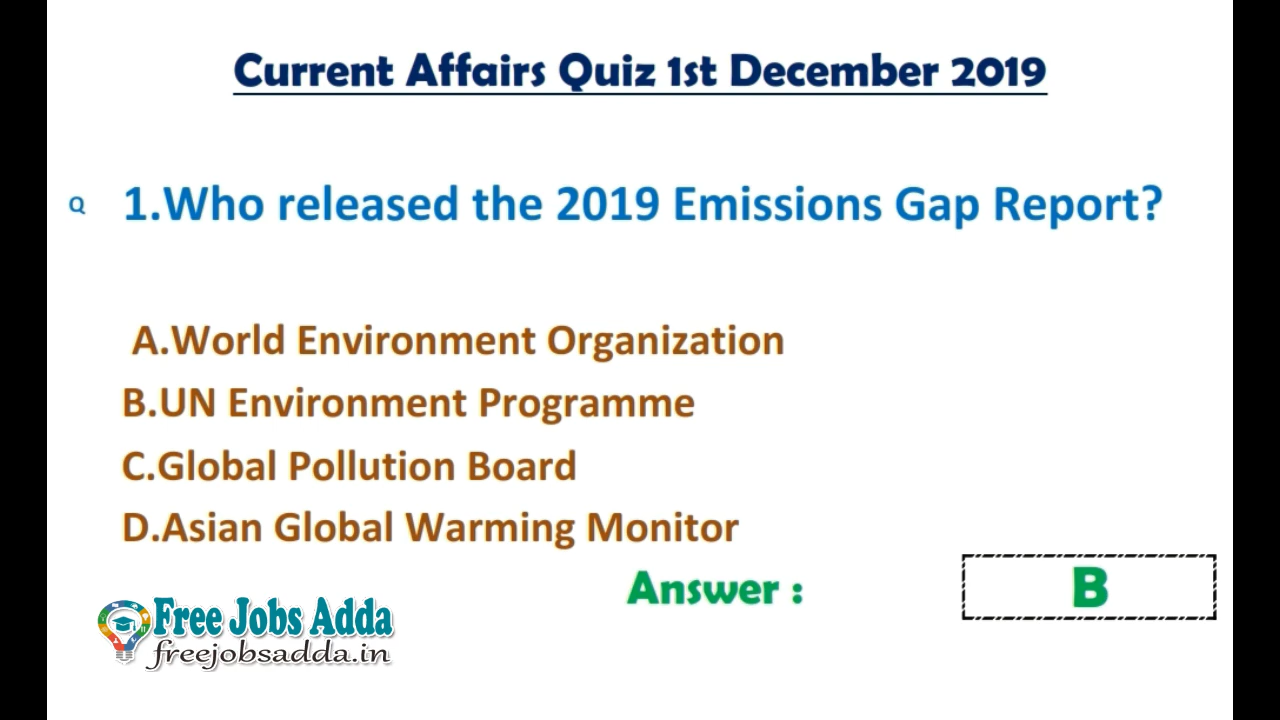 Current Affairs Quiz 1st December 2019
Q 1.Who released the 2019 Emissions Gap Report?
A.World Environment Organization
B.UN Environment Programme
C.Global Pollution Board
D.Asian Global Warming Monitor
Answer : B
Free Jobs Adda
freejobsadda.in